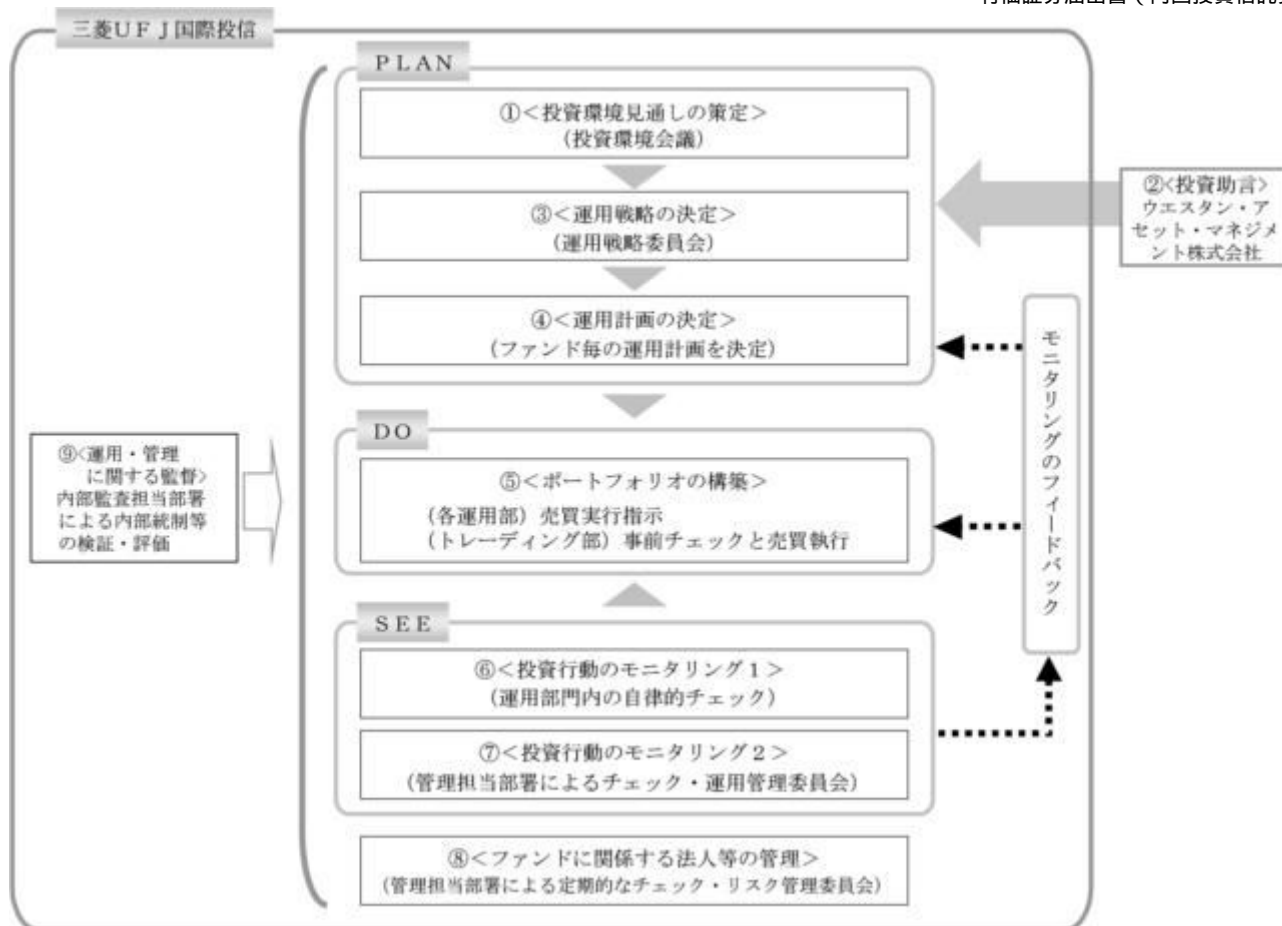 三菱UFJ国際投信
PLAN
①<投資環境見通しの策定>
(投資環境会議)
②<投資助言>
ウエスタン・ア
セット・マネジメ
ント株式会社
③<運用戦略の決定>
(運用戦略委員会)
④<運用計画の決定>
(ファンド毎の運用計画を決定)
モニタリングのフィードバック
DO
⑤<ポートフォリオの構築>
(各運用部)売買実行指示
(トレーディング部)事前チェックと売買執行
⑨<運用・管理
に関する監督>
内部監査担当部署
による内部統制等
の検証・評価
SEE
⑥<投資行動のモニタリング1>
(運用部門内の自律的チェック)
⑦<投資行動のモニタリング2>
(管理担当部署によるチェック・運用管理委員会)
⑧<ファンドに関係する法人等の管理>
(管理担当部署による定期的なチェック・リスク管理委員会)